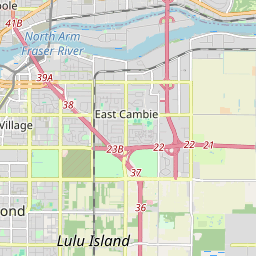 pole
41B
North Arm
Fraser River
39A
38
East Cambie
Village
23B
22
22
21
37
36
ond
Lulu Island